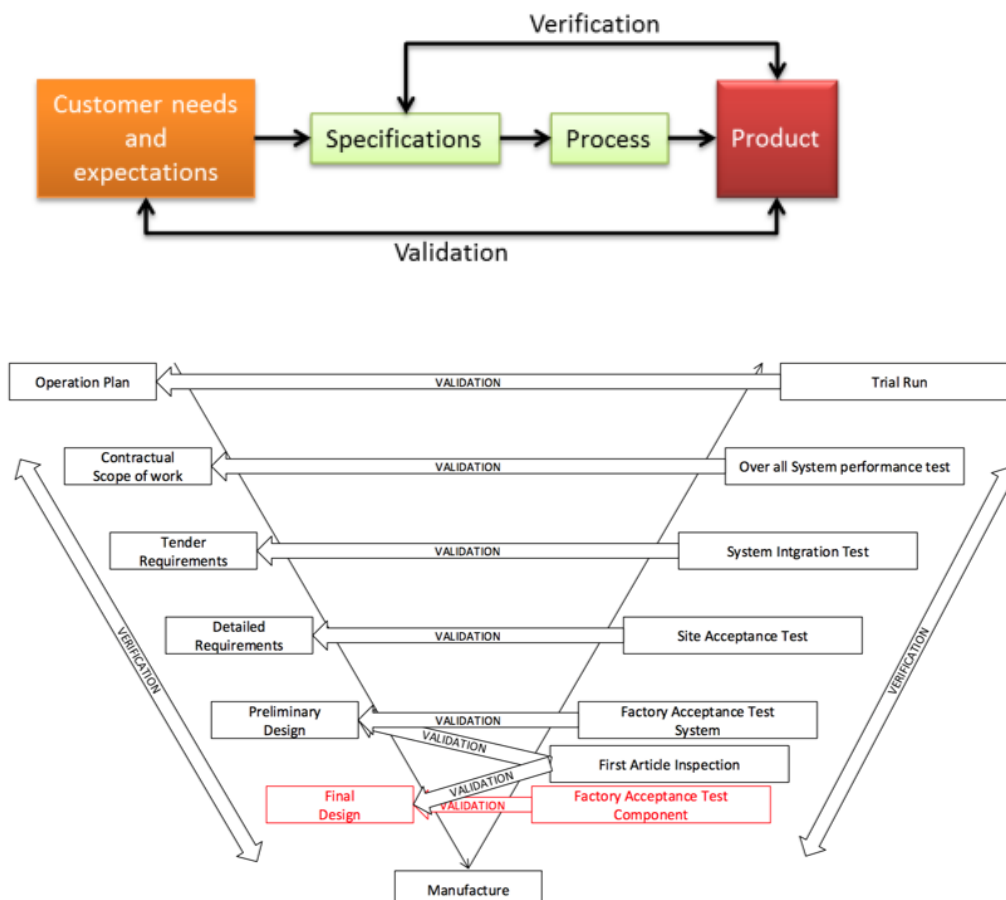 Verification
Customer needs
and
expectations
Specifications
Process
Product
Validation
Operation Plan
VALIDATION
Trial Run
Contractual
Scope of work
VALIDATION
Over all System performance test
Tender
Requirements
VALIDATION
System Intgration Test
Detailed
Requirements
VALIDATION
Site Acceptance Test
VERIFICATION
VERIFICATION
Preliminary
Design
VALIDATION
Factory Acceptance Test
System
VALIDATION
First Article Inspection
VALIDATION
Final
Design
VALIDATION
Factory Acceptance Test
Component
Manufacture